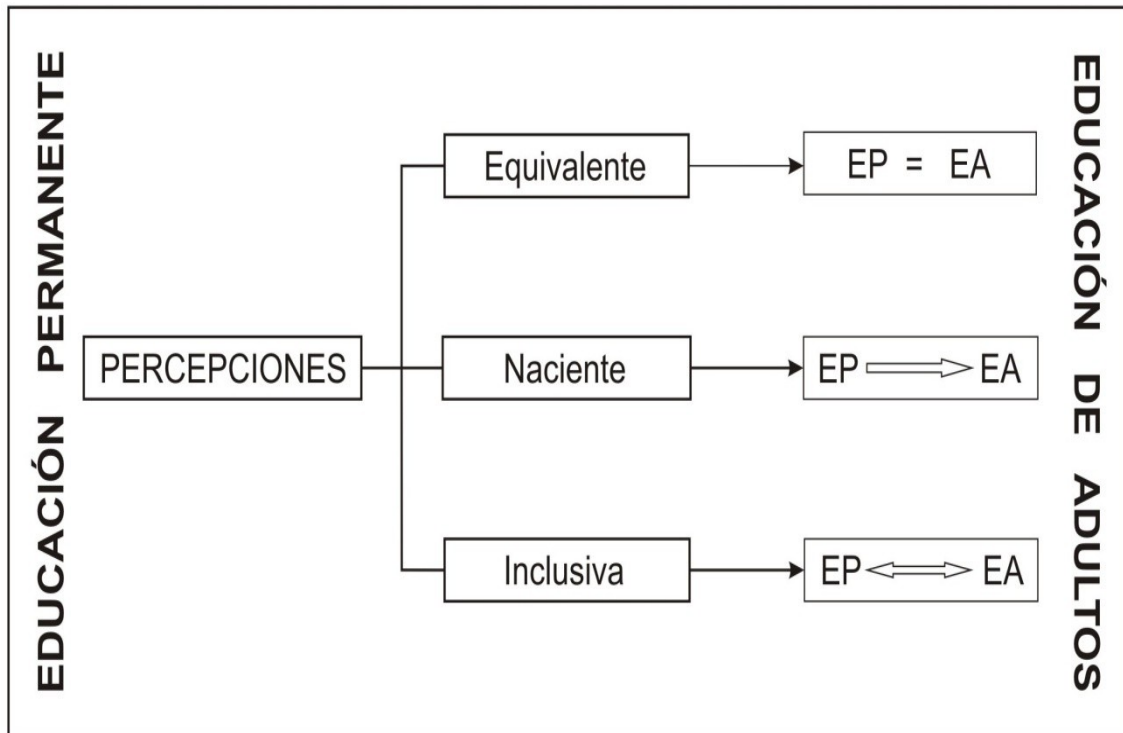 EDUCACIÓN PERMANENTE
PERCEPCIONES
Equivalente
EP = EA
Naciente
EP EA
Inclusiva
EP EA
EDUCACIÓN DE ADULTOS